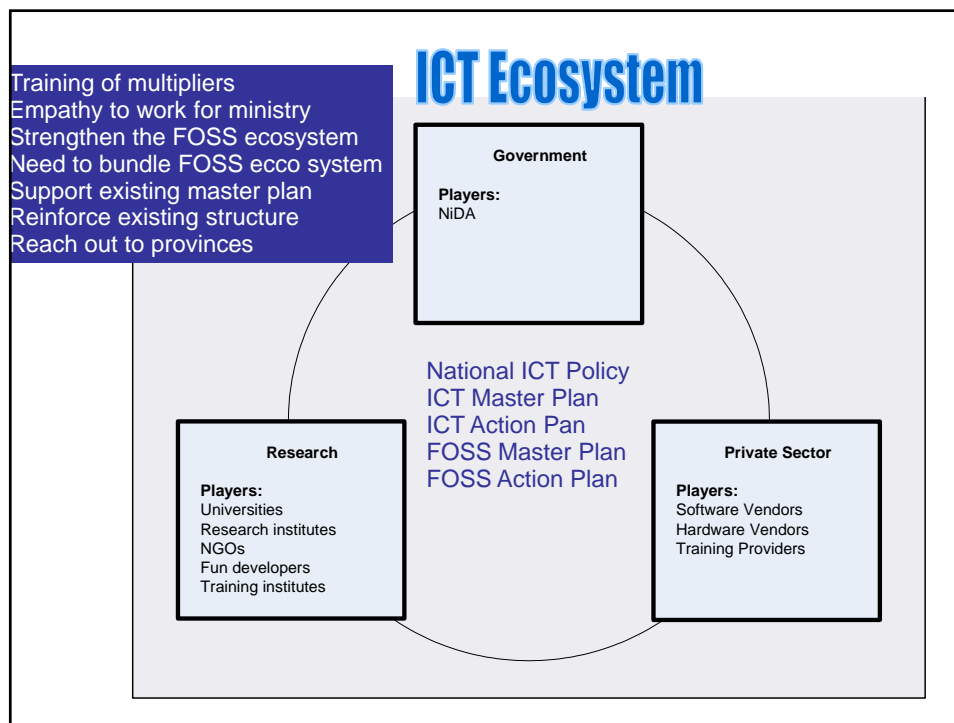 ICT Ecosystem
Training of multipliers
Empathy to work for ministry
Strengthen the FOSS ecosystem
Need to bundle FOSS ecco system
Support existing master plan
Reinforce existing structure
Reach out to provinces
Government
Players:
NiDA
National ICT Policy
ICT Master Plan
ICT Action Pan
FOSS Master Plan
FOSS Action Plan
Research
Players:
Universities
Research institutes
NGOs
Fun developers
Training institutes
Private Sector
Players:
Software Vendors
Hardware Vendors
Training Providers